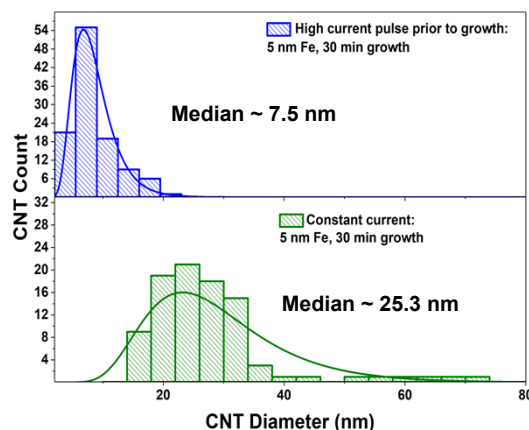 High current pulse prior to growth:
5 nm Fe, 30 min growth
Median ~ 7.5 nm
54
48
42
36
30
24
18
12
6
CNT Count
Constant current:
5 nm Fe, 30 min growth
Median ~ 25.3 nm
32
28
24
20
16
12
8
4
20 40 60 80
CNT Diameter (nm)